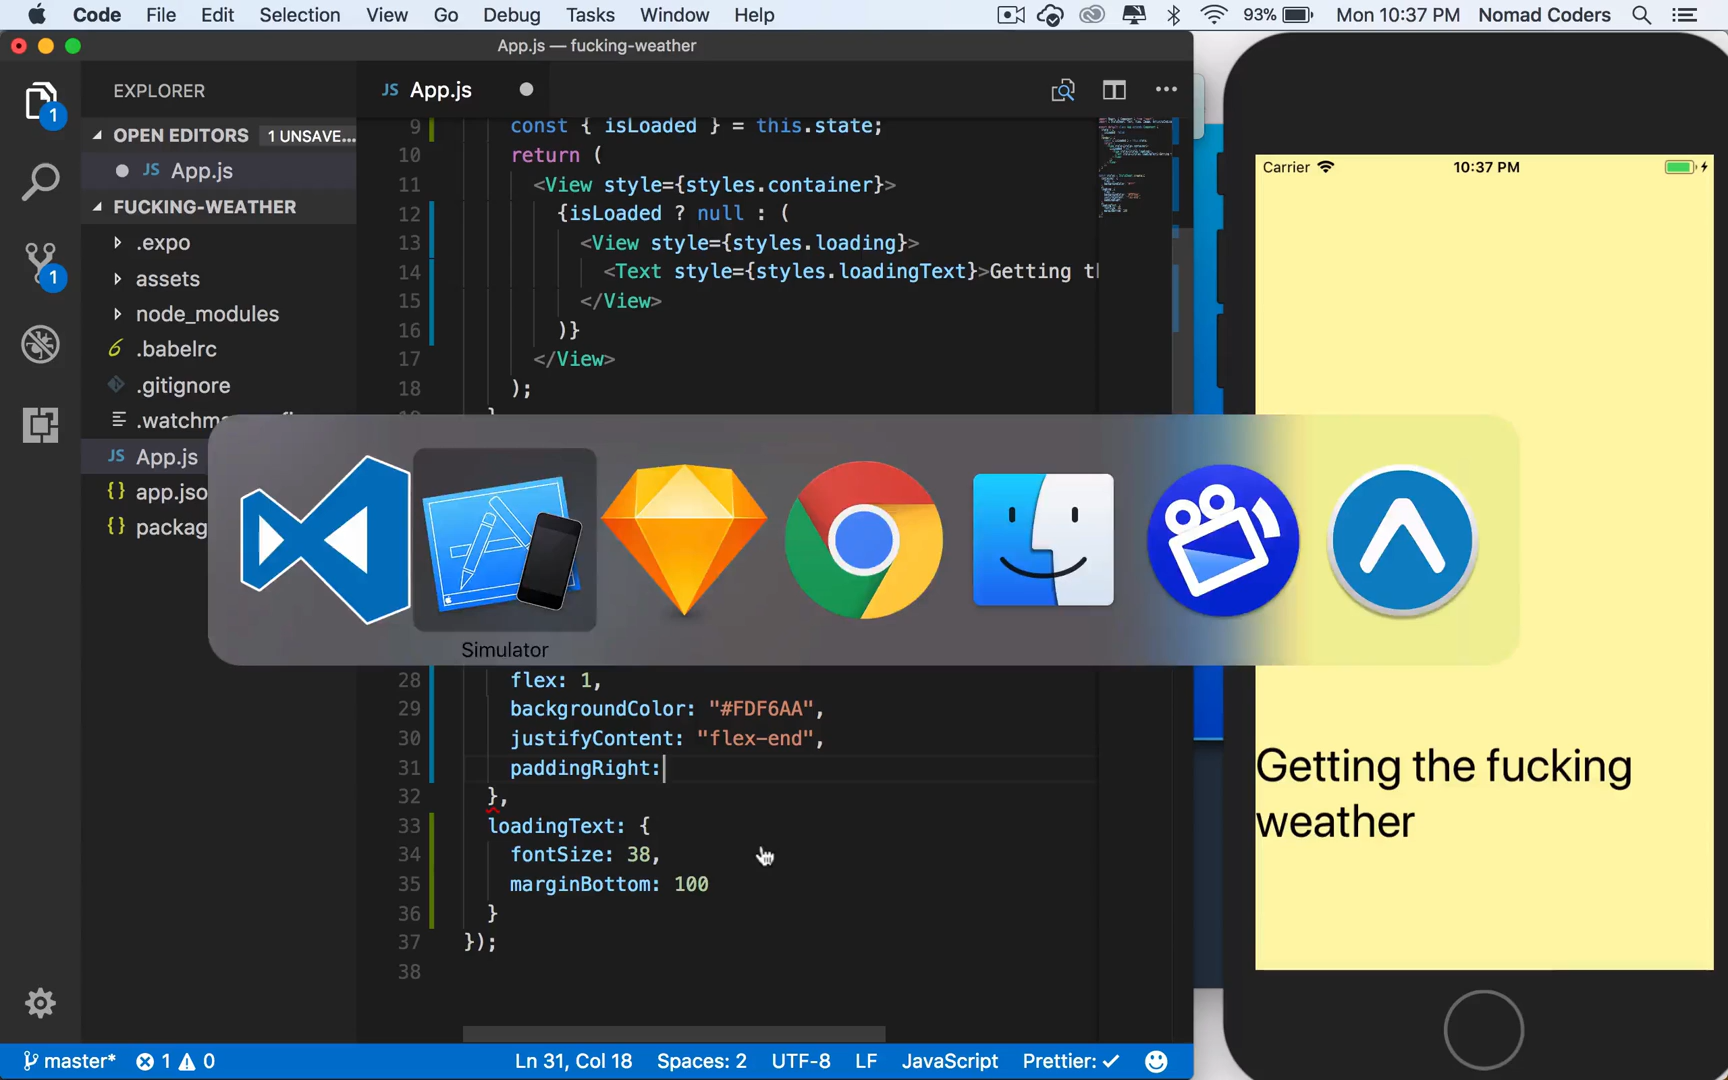 Code File Edit Selection View Go Debug Tasks Window Help 93% Mon 10:37 PM Nomad Coders
App.js — fucking-weather
EXPLORER
JS App.js
OPEN EDITORS 1 UNSAVE...
JS App.js
FUCKING-WEATHER
.expo
assets
node_modules
.babelrc
.gitignore
.watchma
JS App.js
{} app.jso
{} packag
1
1
9 const { isLoaded } = this.state;
10 return (
11 <View style={styles.container}>
12 {isLoaded ? null : (
13 <View style={styles.loading}>
14 <Text style={styles.loadingText}>Getting t
15 </View>
16 )}
17 </View>
18 );
Simulator
28 flex: 1,
29 backgroundColor: "#FDF6AA",
30 justifyContent: "flex-end",
31 paddingRight:
32 },
33 loadingText: {
34 fontSize: 38,
35 marginBottom: 100
36 }
37 });
38
Carrier 10:37 PM
Getting the fucking
weather
master* 1 0 Ln 31, Col 18 Spaces: 2 UTF-8 LF JavaScript Prettier: ✓